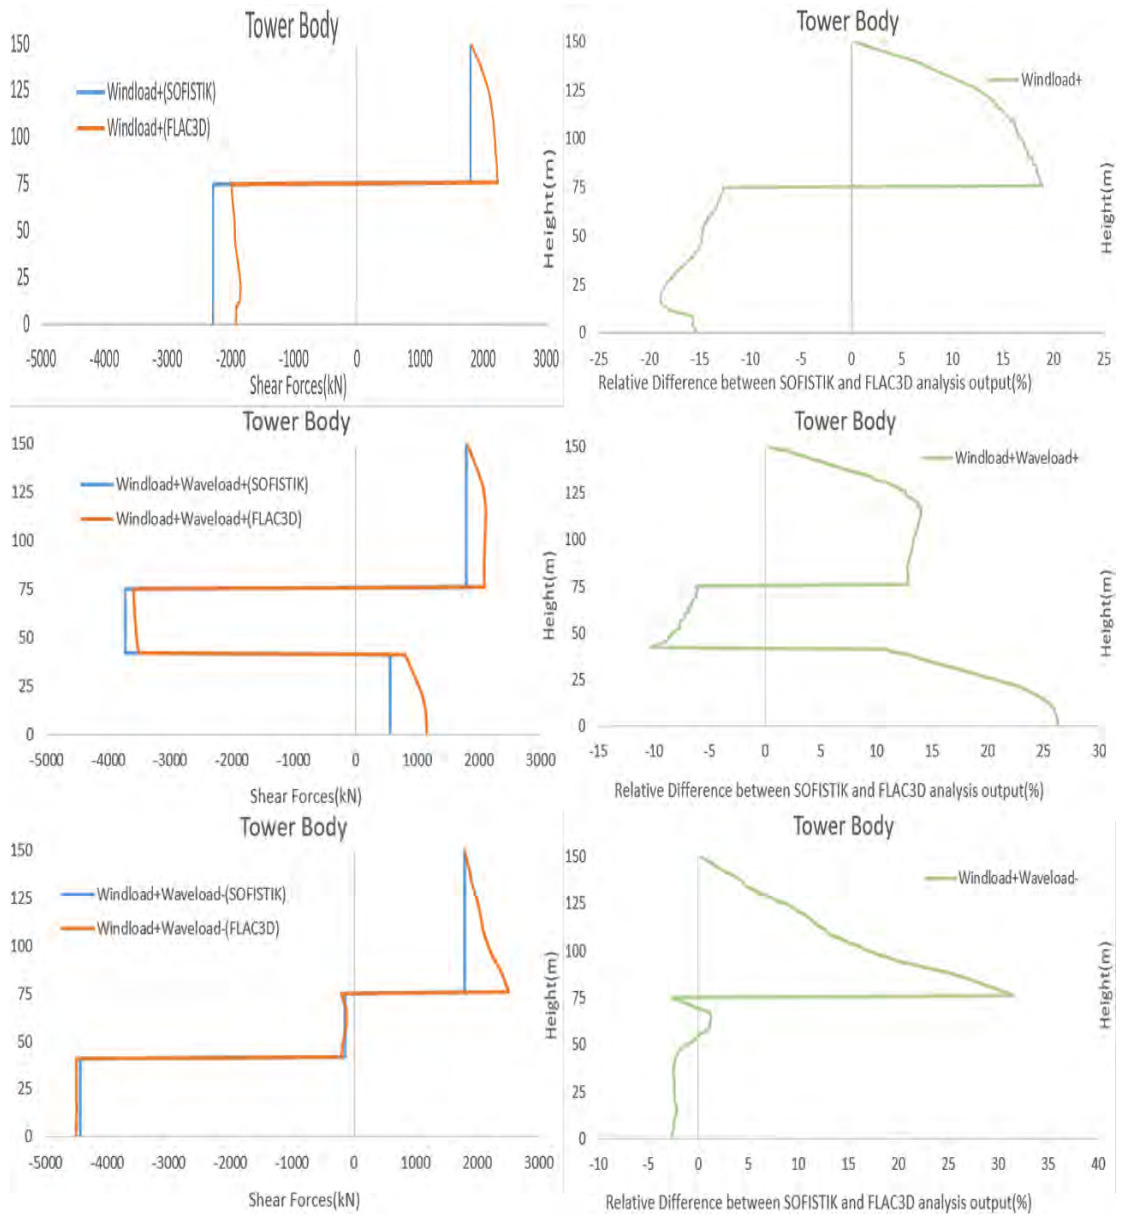 Tower Body
150
125
100
75
50
25
0
Windload+(SOFISTIK)
Windload+(FLAC3D)
Height(m)
-5000 -4000 -3000 -2000 -1000 0 1000 2000 3000
Shear Forces(kN)
Tower Body
150
125
100
75
50
25
0
Windload+
Height(m)
-25 -20 -15 -10 -5 0 5 10 15 20 25
Relative Difference between SOFISTIK and FLAC3D analysis output(%)
Tower Body
150
125
100
75
50
25
0
Windload+Waveload+(SOFISTIK)
Windload+Waveload+(FLAC3D)
Height(m)
-5000 -4000 -3000 -2000 -1000 0 1000 2000 3000
Shear Forces(kN)
Tower Body
150
125
100
75
50
25
0
Windload+Waveload+
Height(m)
-15 -10 -5 0 5 10 15 20 25 30
Relative Difference between SOFISTIK and FLAC3D analysis output(%)
Tower Body
150
125
100
75
50
25
0
Windload+Waveload-(SOFISTIK)
Windload+Waveload-(FLAC3D)
Height(m)
-5000 -4000 -3000 -2000 -1000 0 1000 2000 3000
Shear Forces(kN)
Tower Body
150
125
100
75
50
25
0
Windload+Waveload-
Height(m)
-10 -5 0 5 10 15 20 25 30 35 40
Relative Difference between SOFISTIK and FLAC3D analysis output(%)